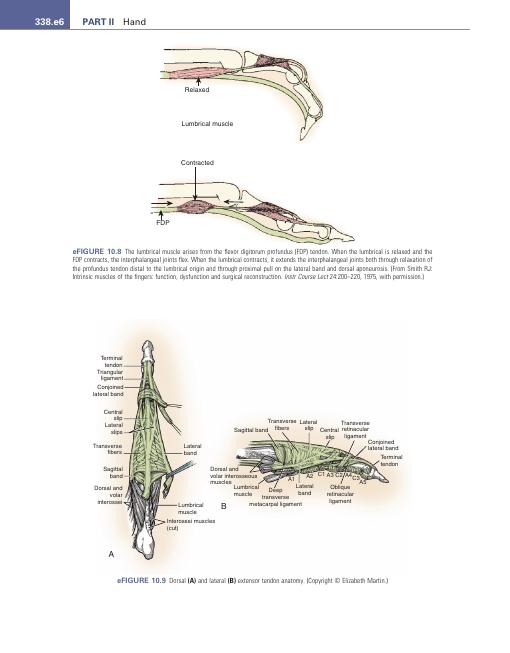 338.e6 PART II Hand
Relaxed
Lumbrical muscle
Contracted
FDP
eFIGURE 10.8 The lumbrical muscle arises from the flexor digitorum profundus (FDP) tendon. When the lumbrical is relaxed and the
FDP contracts, the interphalangeal joints flex. When the lumbrical contracts, it extends the interphalangeal joints both through relaxation of
the profundus tendon distal to the lumbrical origin and through proximal pull on the lateral band and dorsal aponeurosis. (From Smith RJ:
Intrinsic muscles of the fingers: function, dysfunction and surgical reconstruction. Instr Course Lect 24:200–220, 1975, with permission.)
Terminal
tendon
Triangular
ligament
Conjoined
lateral band
Central
slip
Lateral
slips
Transverse
fibers
Lateral
band
Sagittal
band
Dorsal and
volar
interossei
Lumbrical
muscle
Interossei muscles
(cut)
A
Sagittal band
Transverse
fibers
Lateral
slip
Central
slip
Transverse
retinacular
ligament
Conjoined
lateral band
Terminal
tendon
Dorsal and
volar interosseous
muscles
Lumbrical
muscle
A1
Deep
transverse
metacarpal ligament
A2
Lateral
band
C1 A3 C2 A4
C3
A5
Oblique
retinacular
ligament
B
eFIGURE 10.9 Dorsal (A) and lateral (B) extensor tendon anatomy. (Copyright © Elizabeth Martin.)